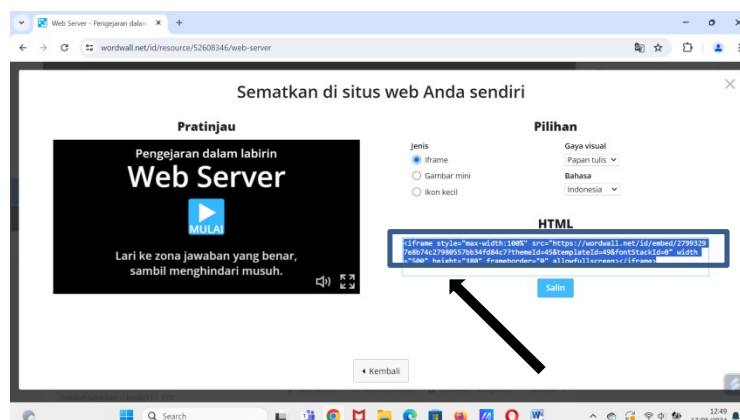 Web Server - Pengejaran dalam
wordwall.net/id/resource/52608346/web-server
Sematkan di situs web Anda sendiri
Pratinjau
Pengejaran dalam labirin
Web Server
MULAI
Lari ke zona jawaban yang benar,
sambil menghindari musuh.
Pilihan
Jenis
Iframe
Gambar mini
Ikon kecil
Gaya visual
Papan tulis
Bahasa
Indonesia
HTML
<iframe style="max-width:100%" src="https://wordwall.net/id/embed/2799329
7e8b74c27980557bb34fd84c7?themeId=45&templateId=49&fontStackId=0" width
="500" height="380" frameborder="0" allowfullscreen></iframe>
Salin
Kembali
Search
12:49